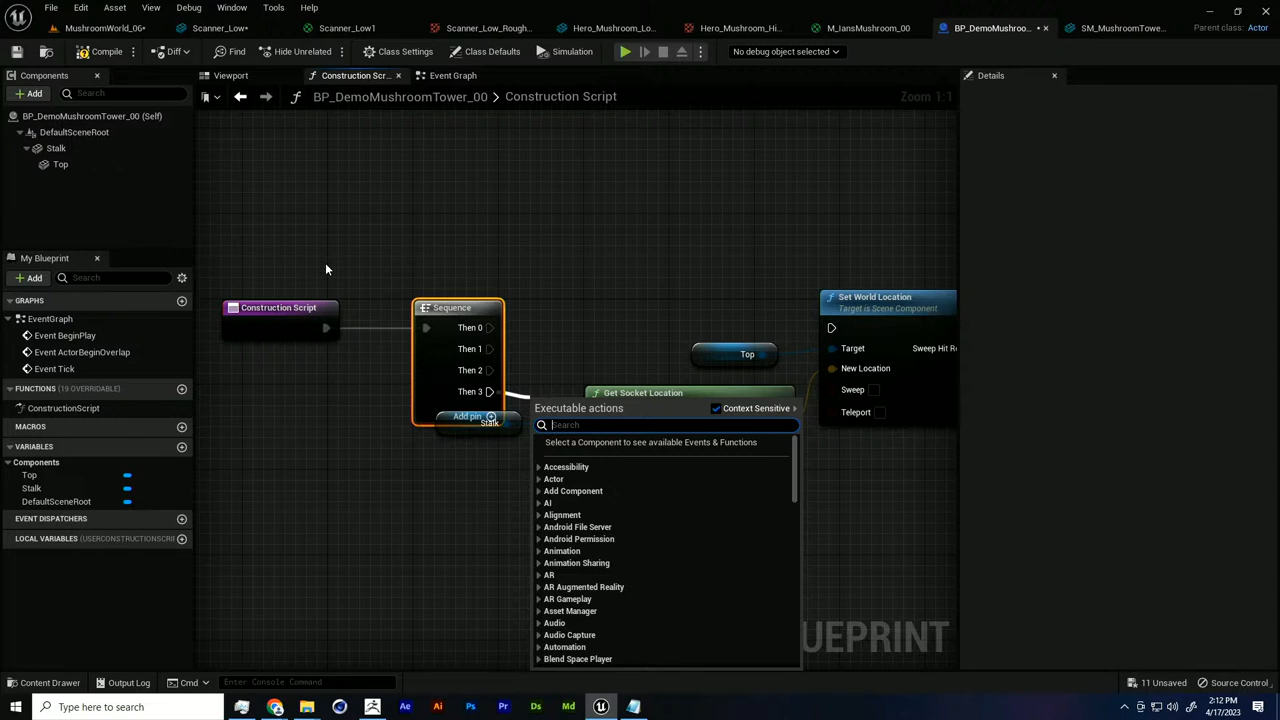 File Edit Asset View Debug Window Tools Help
MushroomWorld_06* Scanner_Low* Scanner_Low1 Scanner_Low_Rough... Hero_Mushroom_Lo... Hero_Mushroom_Hi... M_IansMushroom_00 BP_DemoMushroo... SM_MushroomTowe... Parent class: Actor
Compile Diff Find Hide Unrelated Class Settings Class Defaults Simulation No debug object selected
Components Viewport Construction Scr... Event Graph Details
Add Search BP_DemoMushroomTower_00 > Construction Script Zoom 1:1
BP_DemoMushroomTower_00 (Self)
DefaultSceneRoot
Stalk
Top
My Blueprint
Add Search
GRAPHS
EventGraph
Event BeginPlay
Event ActorBeginOverlap
Event Tick
FUNCTIONS (19 OVERRIDABLE)
ConstructionScript
MACROS
VARIABLES
Components
Top
Stalk
DefaultSceneRoot
EVENT DISPATCHERS
LOCAL VARIABLES (USERCONSTRUCTIONSCRI
Construction Script
Sequence
Then 0
Then 1
Then 2
Then 3
Add pin
Stalk
Top
Get Socket Location
Set World Location
Target is Scene Component
Target Sweep Hit R
New Location
Sweep
Teleport
Executable actions Context Sensitive
Search
Select a Component to see available Events & Functions
Accessibility
Actor
Add Component
AI
Alignment
Android File Server
Android Permission
Animation
Animation Sharing
AR
AR Augmented Reality
AR Gameplay
Asset Manager
Audio
Audio Capture
Automation
Blend Space Player
UEPRINT
Content Drawer Output Log Cmd Enter Console Command 11 Unsaved Source Control
Type here to search Ae Ai Ps Pr Ds Md 2:12 PM
4/17/2023